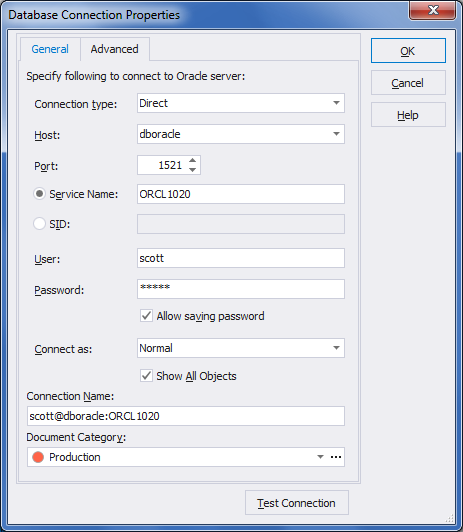 Database Connection Properties
General Advanced
OK
Cancel
Help
Specify following to connect to Oracle server:
Connection type: Direct
Host: dboracle
Port: 1521
Service Name: ORCL1020
SID:
User: scott
Password: *****
Allow saving password
Connect as: Normal
Show All Objects
Connection Name:
scott@dboracle:ORCL1020
Document Category:
Production ...
Test Connection